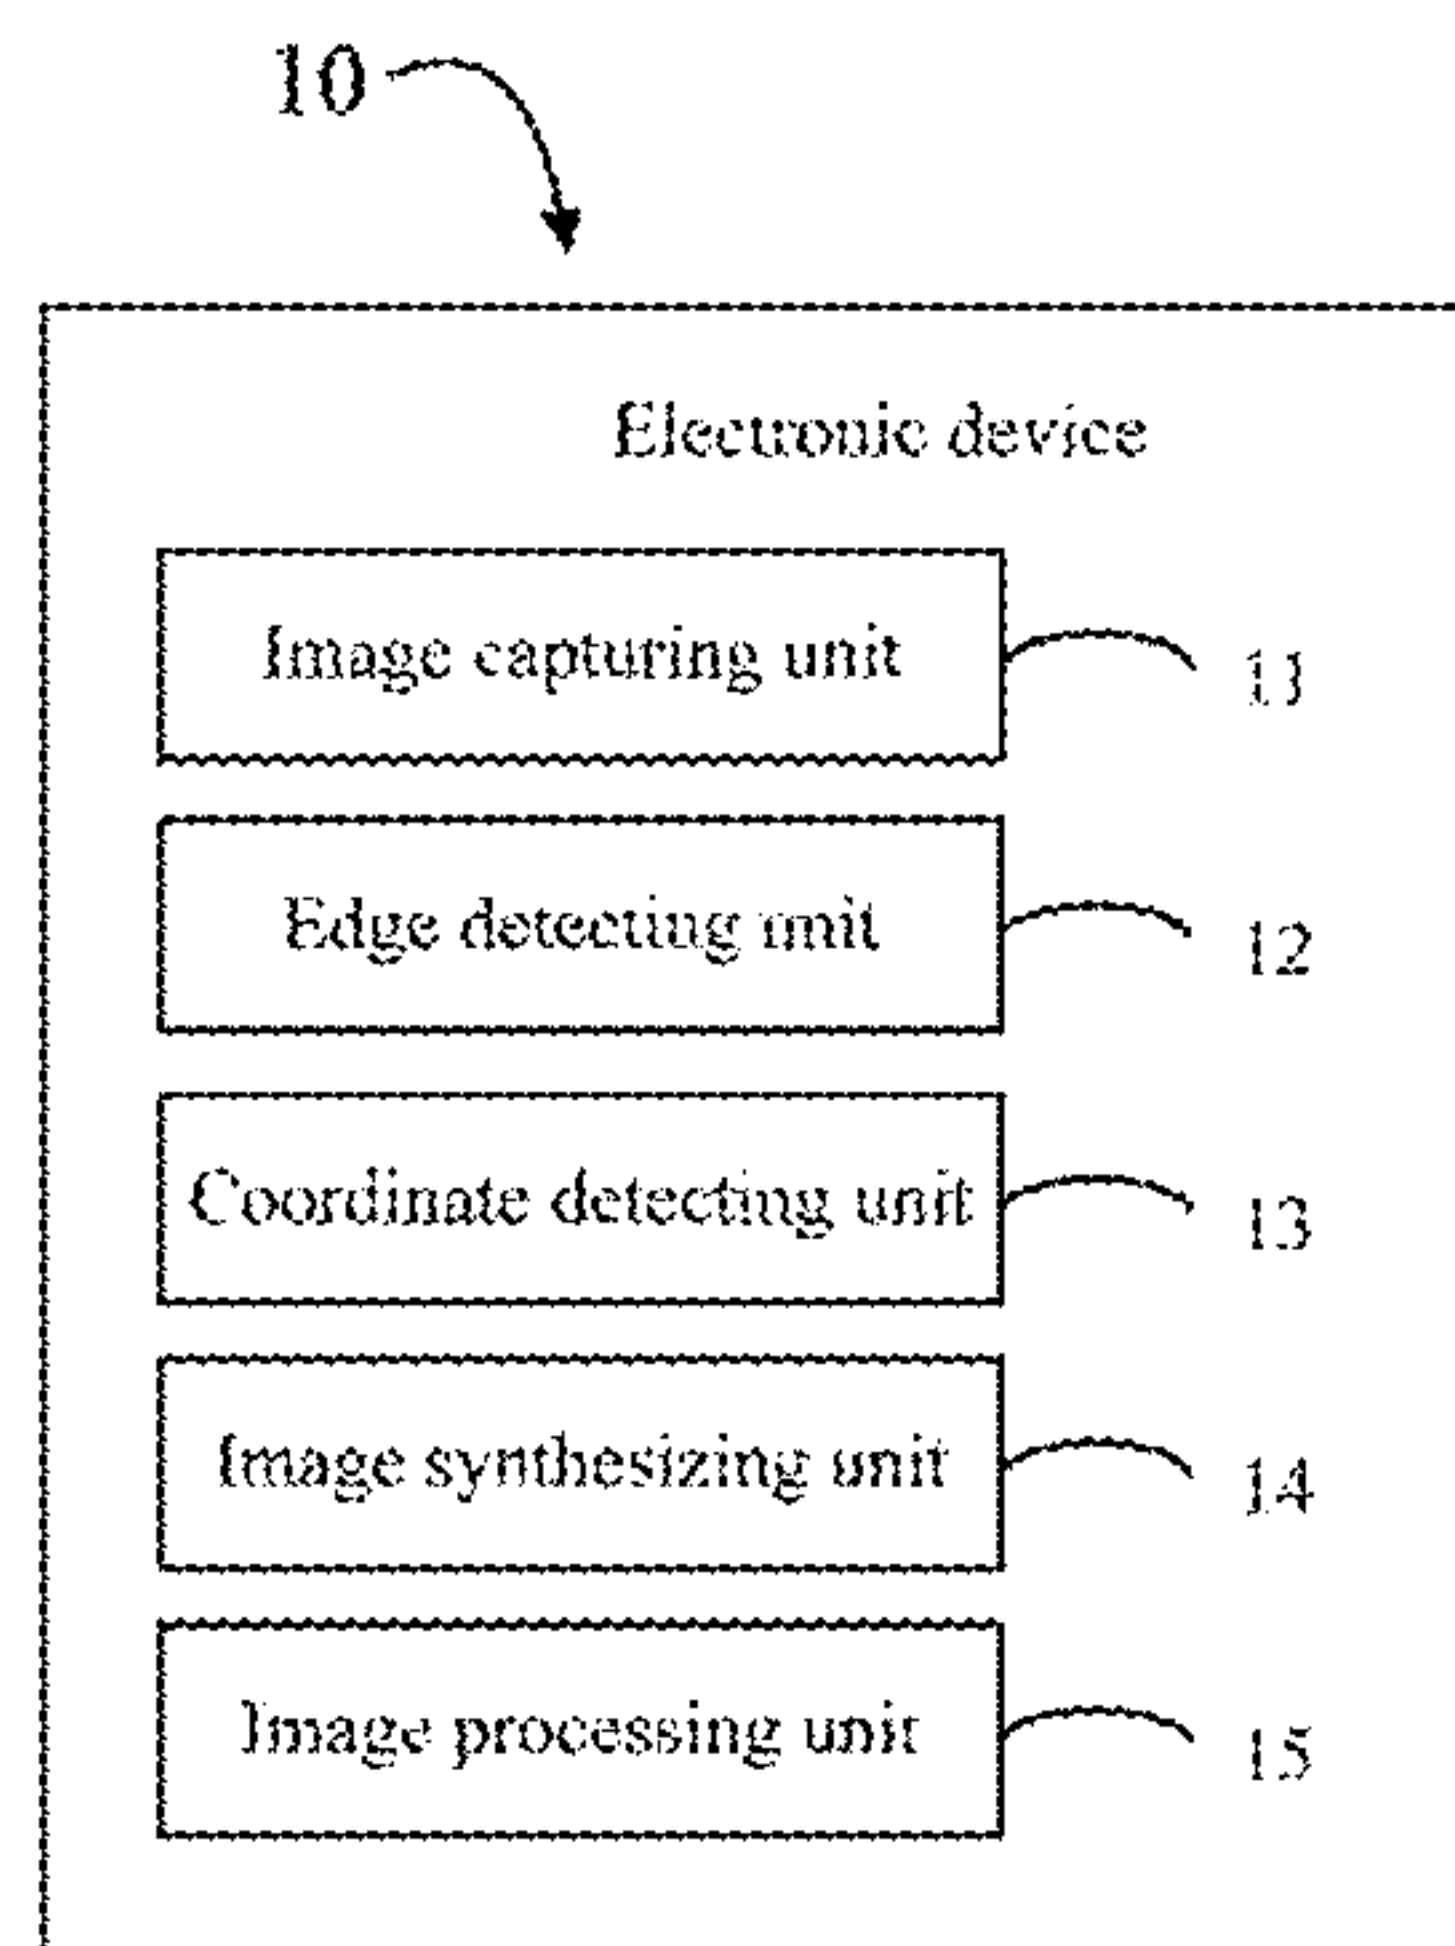 10
Electronic device
Image capturing unit
11
Edge detecting unit
12
Coordinate detecting unit
13
Image synthesizing unit
14
Image processing unit
15